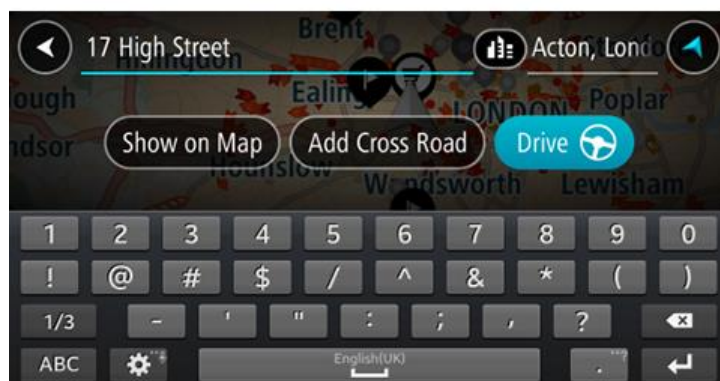 Brent
17 High Street
Acton, Lond
Ealing
LONDON
Poplar
Show on Map
Add Cross Road
Drive
Hounslow
Wandsworth
Lewisham
1 2 3 4 5 6 7 8 9 0
! @ # $ / ^ & * ( )
1/3 - ' " : ; , ?
English(UK)
ABC . ...?